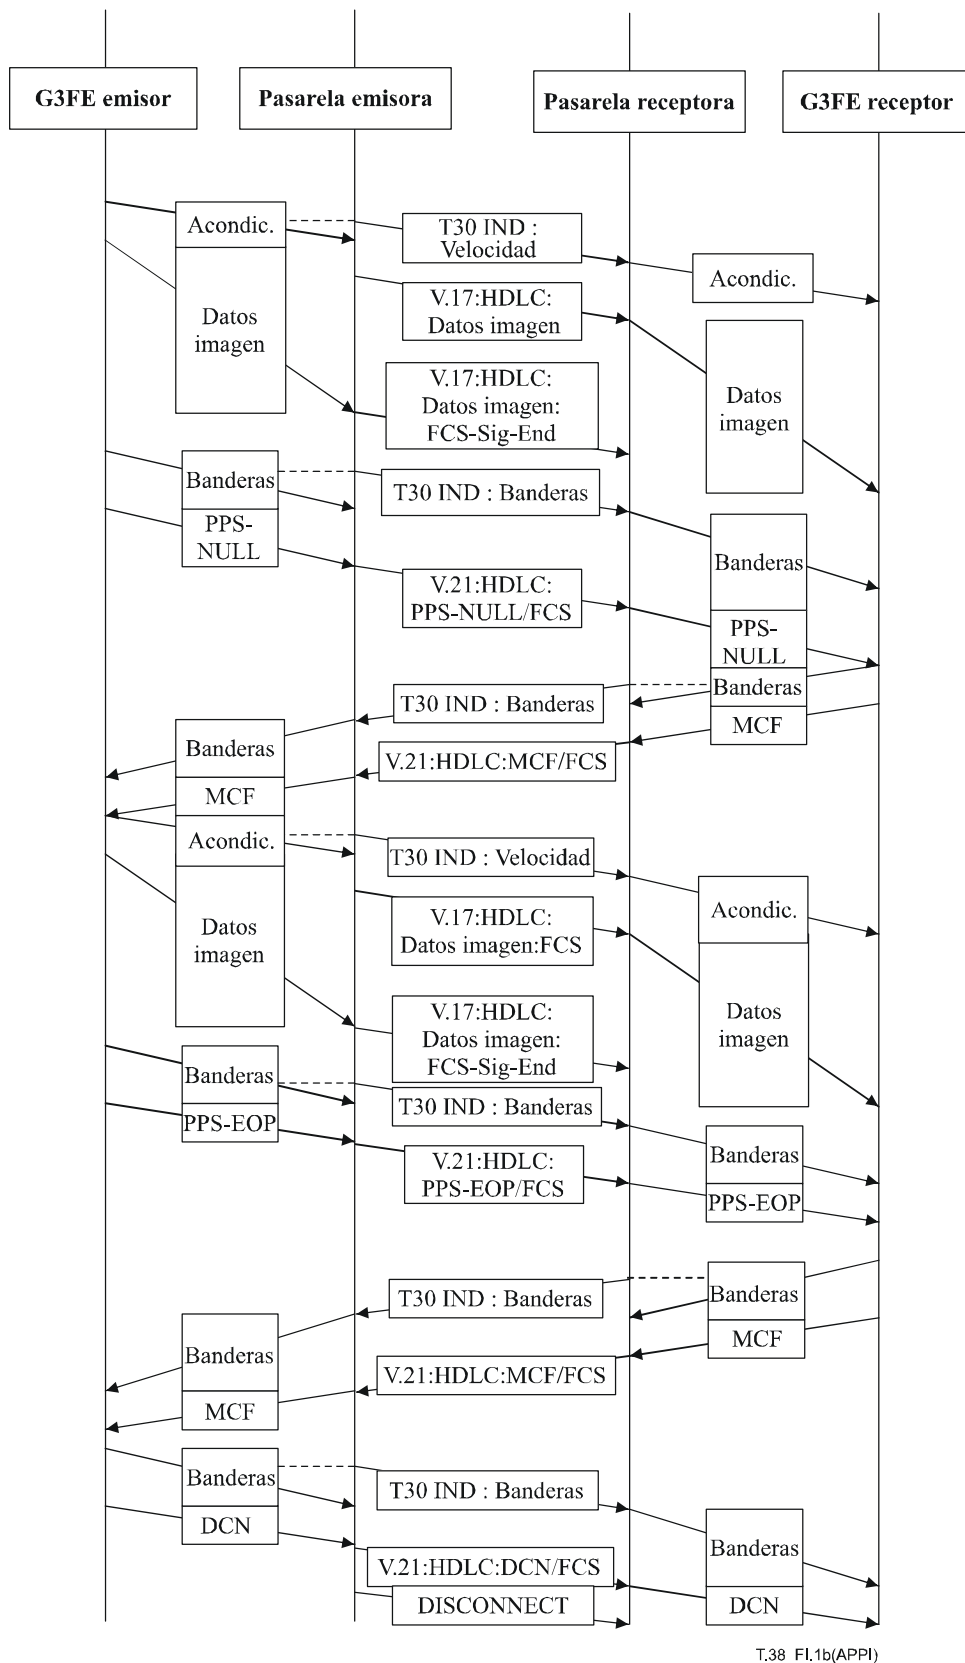 G3FE emisor
Pasarela emisora
Pasarela receptora
G3FE receptor
Acondic.
T30 IND : Velocidad
Acondic.
Datos imagen
V.17:HDLC:
Datos imagen
V.17:HDLC:
Datos imagen:
FCS-Sig-End
Datos imagen
Banderas
T30 IND : Banderas
PPS-
NULL
Banderas
V.21:HDLC:
PPS-NULL/FCS
PPS-
NULL
T30 IND : Banderas
Banderas
MCF
Banderas
V.21:HDLC:MCF/FCS
MCF
Acondic.
T30 IND : Velocidad
Acondic.
Datos
imagen
V.17:HDLC:
Datos imagen:FCS
V.17:HDLC:
Datos imagen:
FCS-Sig-End
Datos
imagen
Banderas
T30 IND : Banderas
PPS-EOP
Banderas
V.21:HDLC:
PPS-EOP/FCS
PPS-EOP
T30 IND : Banderas
Banderas
MCF
Banderas
V.21:HDLC:MCF/FCS
MCF
Banderas
T30 IND : Banderas
DCN
Banderas
V.21:HDLC:DCN/FCS
DISCONNECT
DCN
T.38_FI.1b(APPI)